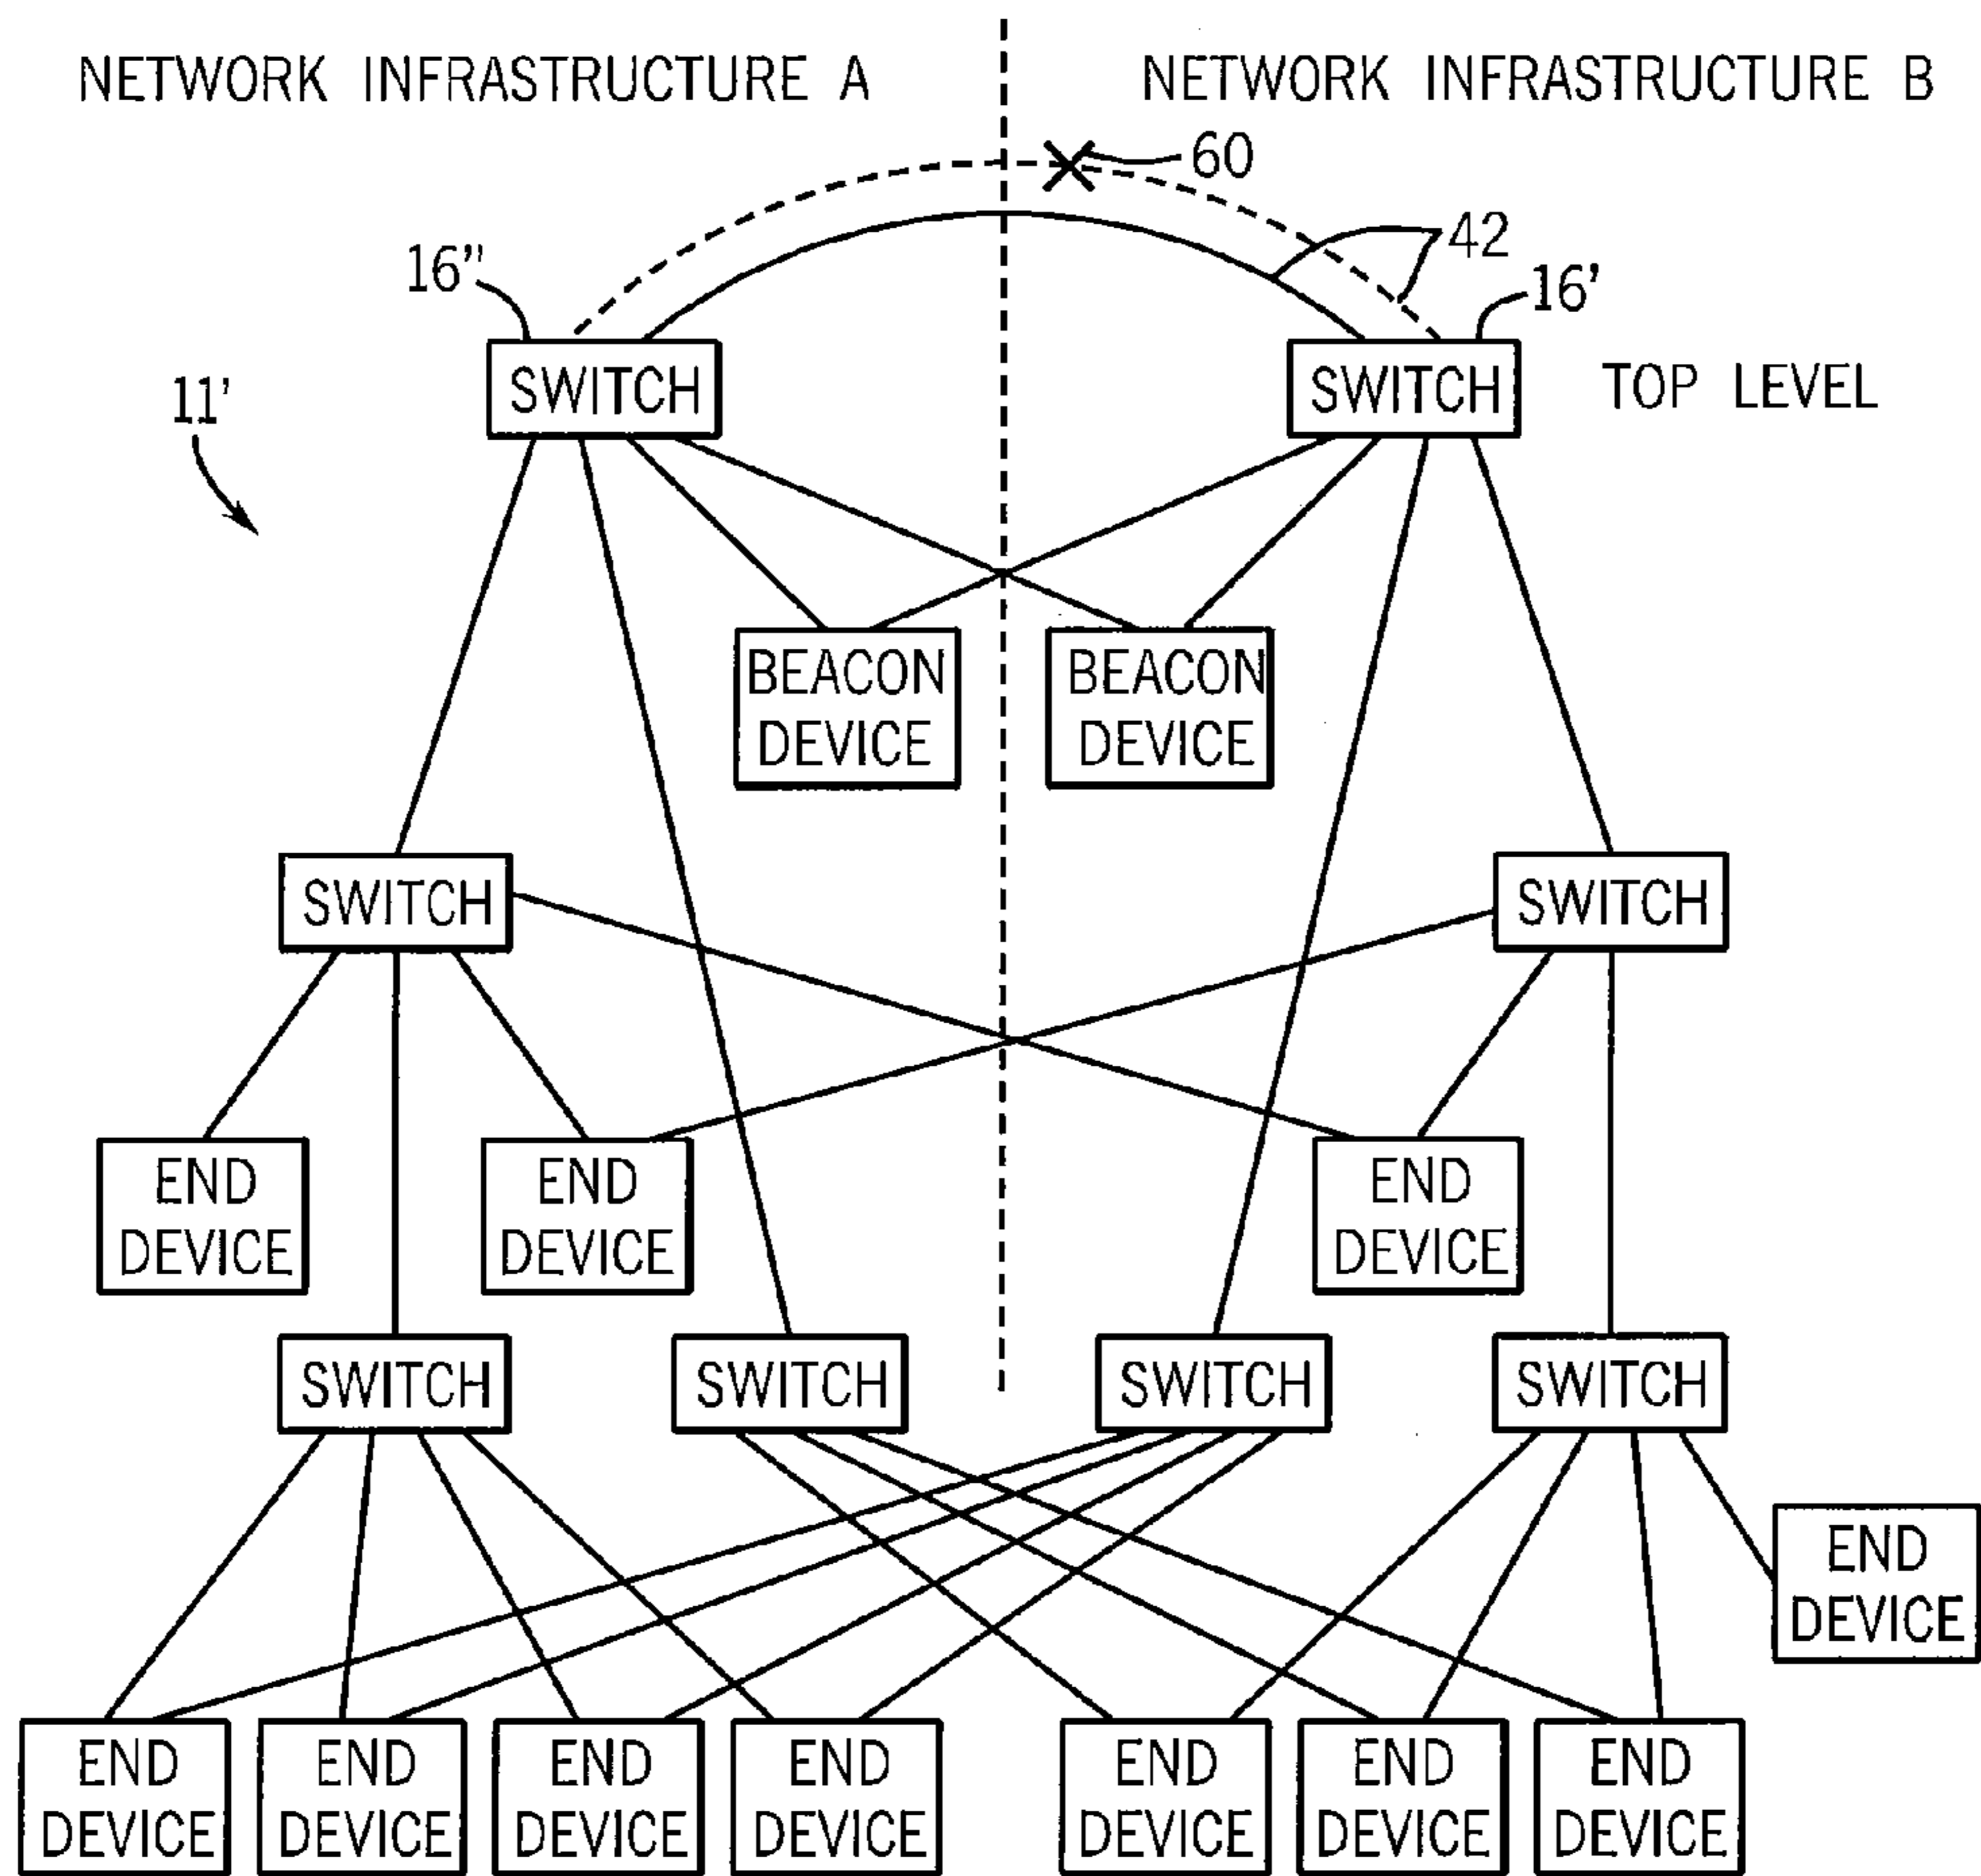 NETWORK INFRASTRUCTURE A
NETWORK INFRASTRUCTURE B
60
42
16"
16'
SWITCH
SWITCH
TOP LEVEL
11'
BEACON
DEVICE
BEACON
DEVICE
SWITCH
SWITCH
END
DEVICE
END
DEVICE
END
DEVICE
SWITCH
SWITCH
SWITCH
SWITCH
END
DEVICE
END
DEVICE
END
DEVICE
END
DEVICE
END
DEVICE
END
DEVICE
END
DEVICE
END
DEVICE